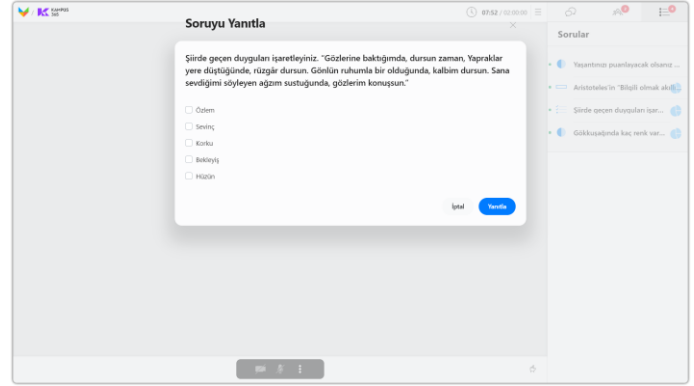 KAMPÜS
365
Soruyu Yanıtla
07:52 / 02:00:00
Sorular
Şiirde geçen duyguları işaretleyiniz. "Gözlerine baktığımda, dursun zaman, Yapraklar
yere düştüğünde, rüzgâr dursun. Gönlün ruhumla bir olduğunda, kalbim dursun. Sana
sevdiğimi söyleyen ağzım sustuğunda, gözlerim konuşsun."
Özlem
Sevinç
Korku
Bekleyiş
Hüzün
İptal
Yanıtla
Yaşantınızı puanlayacak olsanız ...
Aristoteles'in "Bilgili olmak
Şiirde geçen duyguları işar...
Gökkuşağında kaç renk var...